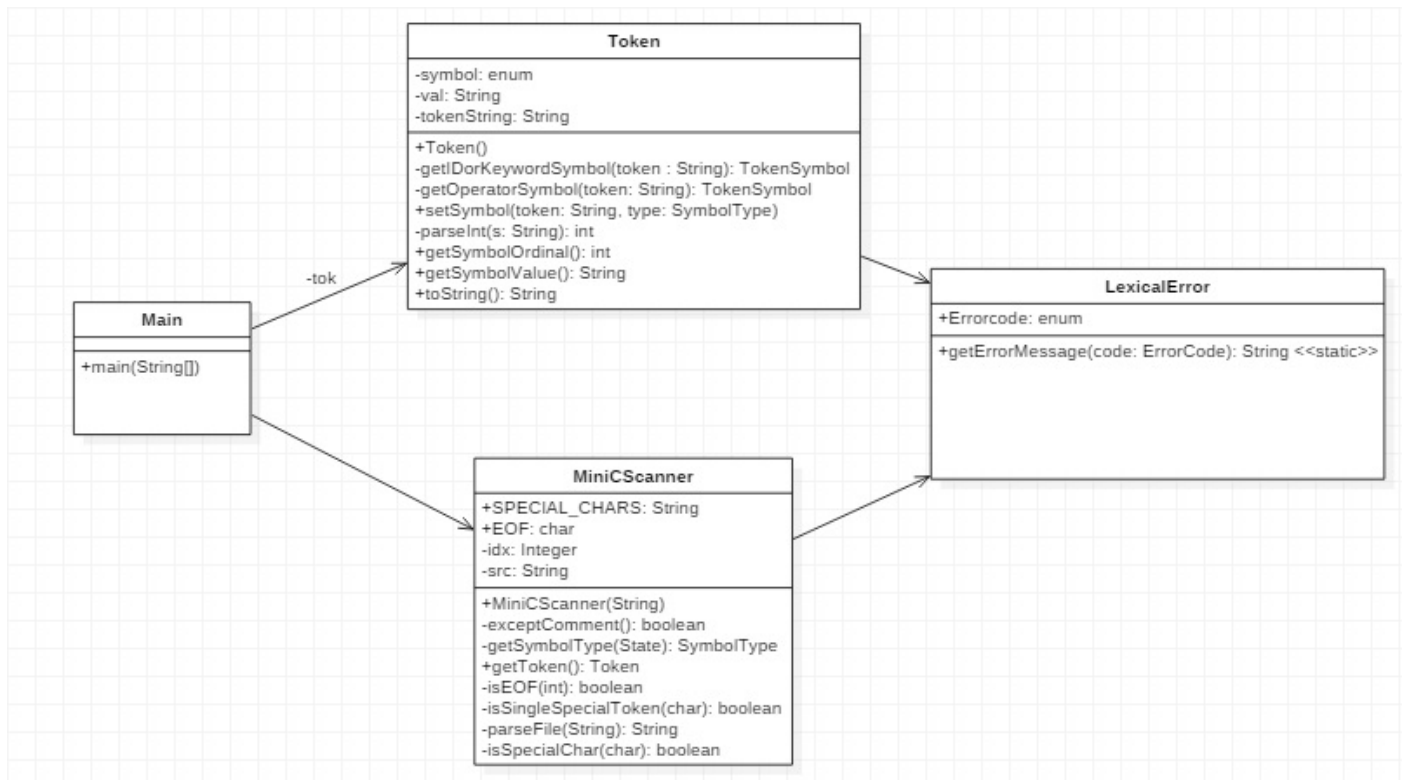 Token
-symbol: enum
-val: String
-tokenString: String
+Token()
-getIDorKeywordSymbol(token : String): TokenSymbol
-getOperatorSymbol(token: String): TokenSymbol
+setSymbol(token: String, type: SymbolType)
-parseInt(s: String): int
+getSymbolOrdinal(): int
+getSymbolValue(): String
+toString(): String
-tok
Main
+main(String[])
LexicalError
+Errorcode: enum
+getErrorMessage(code: ErrorCode): String <<static>>
MiniCScanner
+SPECIAL_CHARS: String
+EOF: char
-idx: Integer
-src: String
+MiniCScanner(String)
-exceptComment(): boolean
-getSymbolType(State): SymbolType
+getToken(): Token
-isEOF(int): boolean
-isSingleSpecialToken(char): boolean
-parseFile(String): String
-isSpecialChar(char): boolean